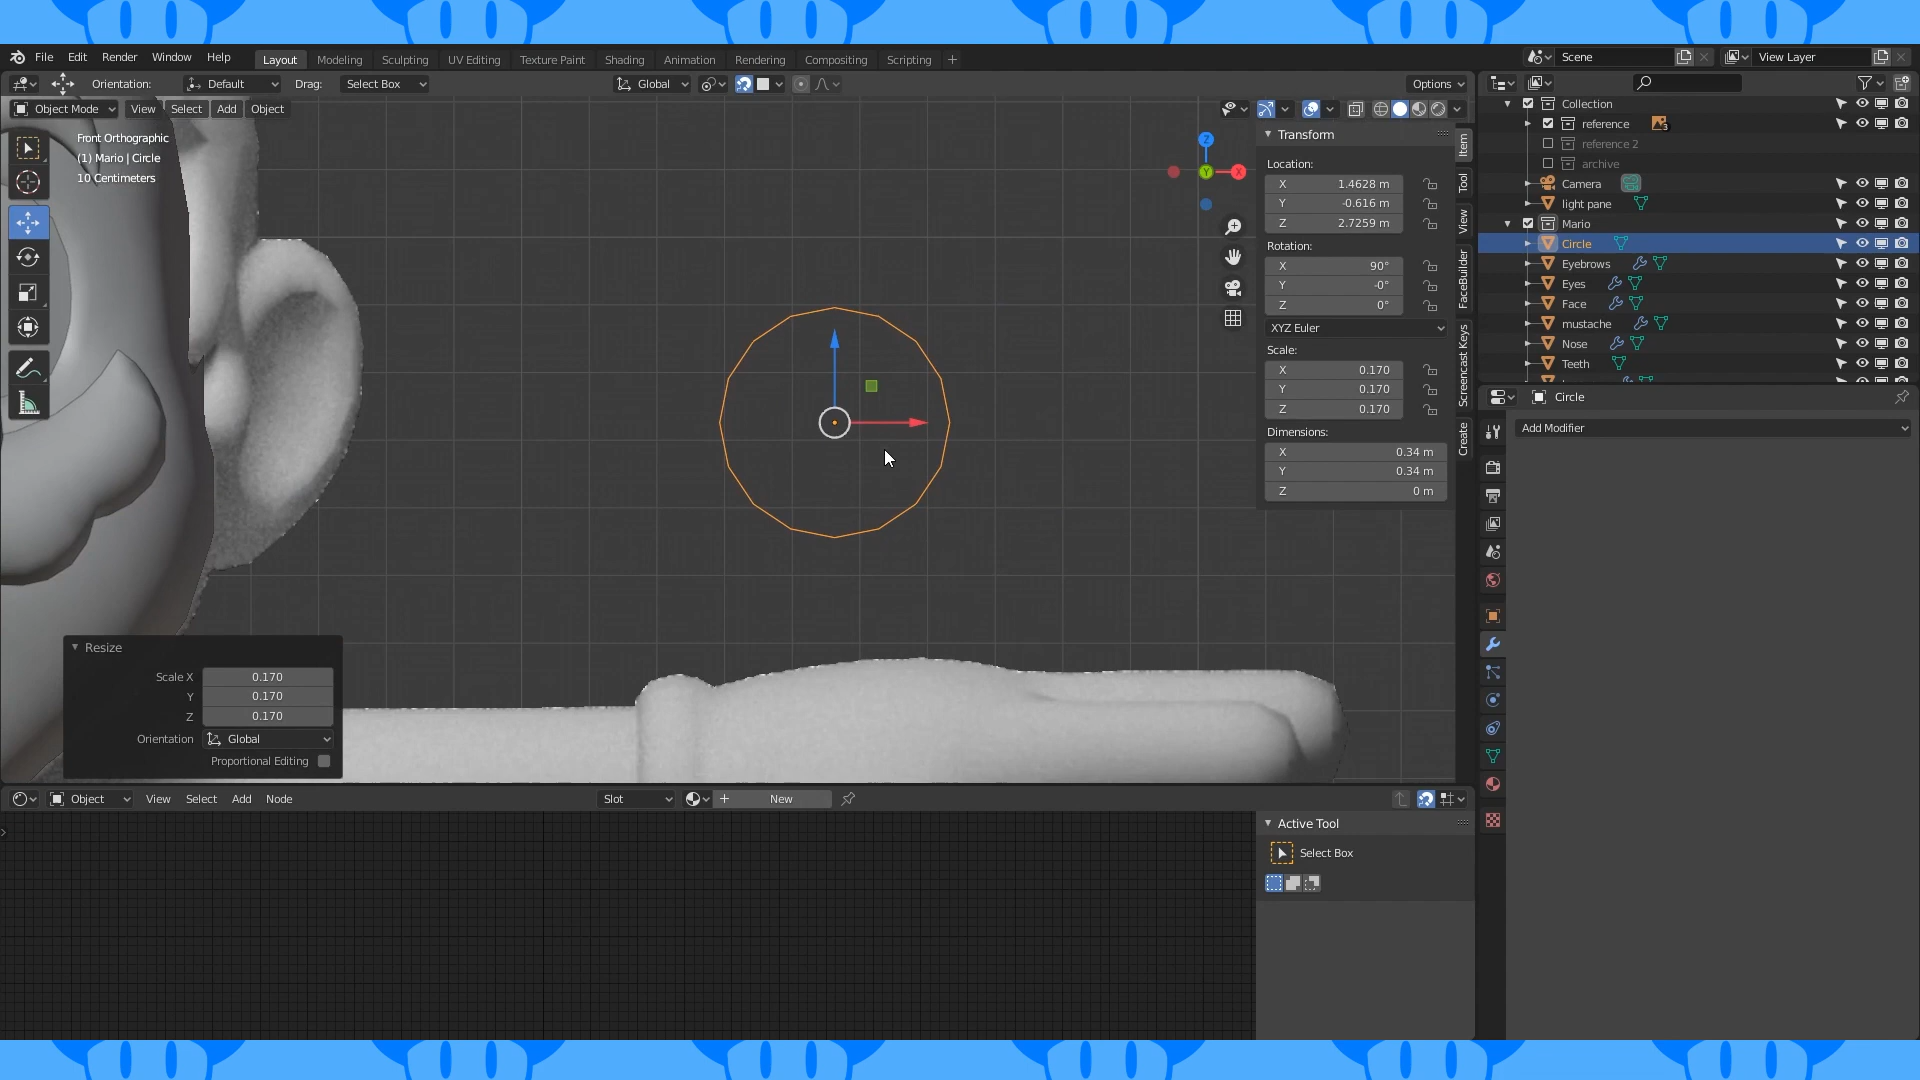 File Edit Render Window Help Layout Modeling Sculpting UV Editing Texture Paint Shading Animation Rendering Compositing Scripting + Scene View Layer
Orientation: Default Drag: Select Box Global Options
Object Mode View Select Add Object
Front Orthographic
(1) Mario | Circle
10 Centimeters
Z
Y
X
Transform
Location:
X 1.4628 m
Y -0.616 m
Z 2.7259 m
Rotation:
X 90°
Y -0°
Z 0°
XYZ Euler
Scale:
X 0.170
Y 0.170
Z 0.170
Dimensions:
X 0.34 m
Y 0.34 m
Z 0 m
Item
Tool
View
FaceBuilder
Screencast Keys
Create
Collection
reference 3
reference 2
archive
Camera
light pane
Mario
Circle
Eyebrows
Eyes
Face
mustache
Nose
Teeth
Circle
Add Modifier
Resize
Scale X 0.170
Y 0.170
Z 0.170
Orientation Global
Proportional Editing
Object View Select Add Node Slot New
Active Tool
Select Box